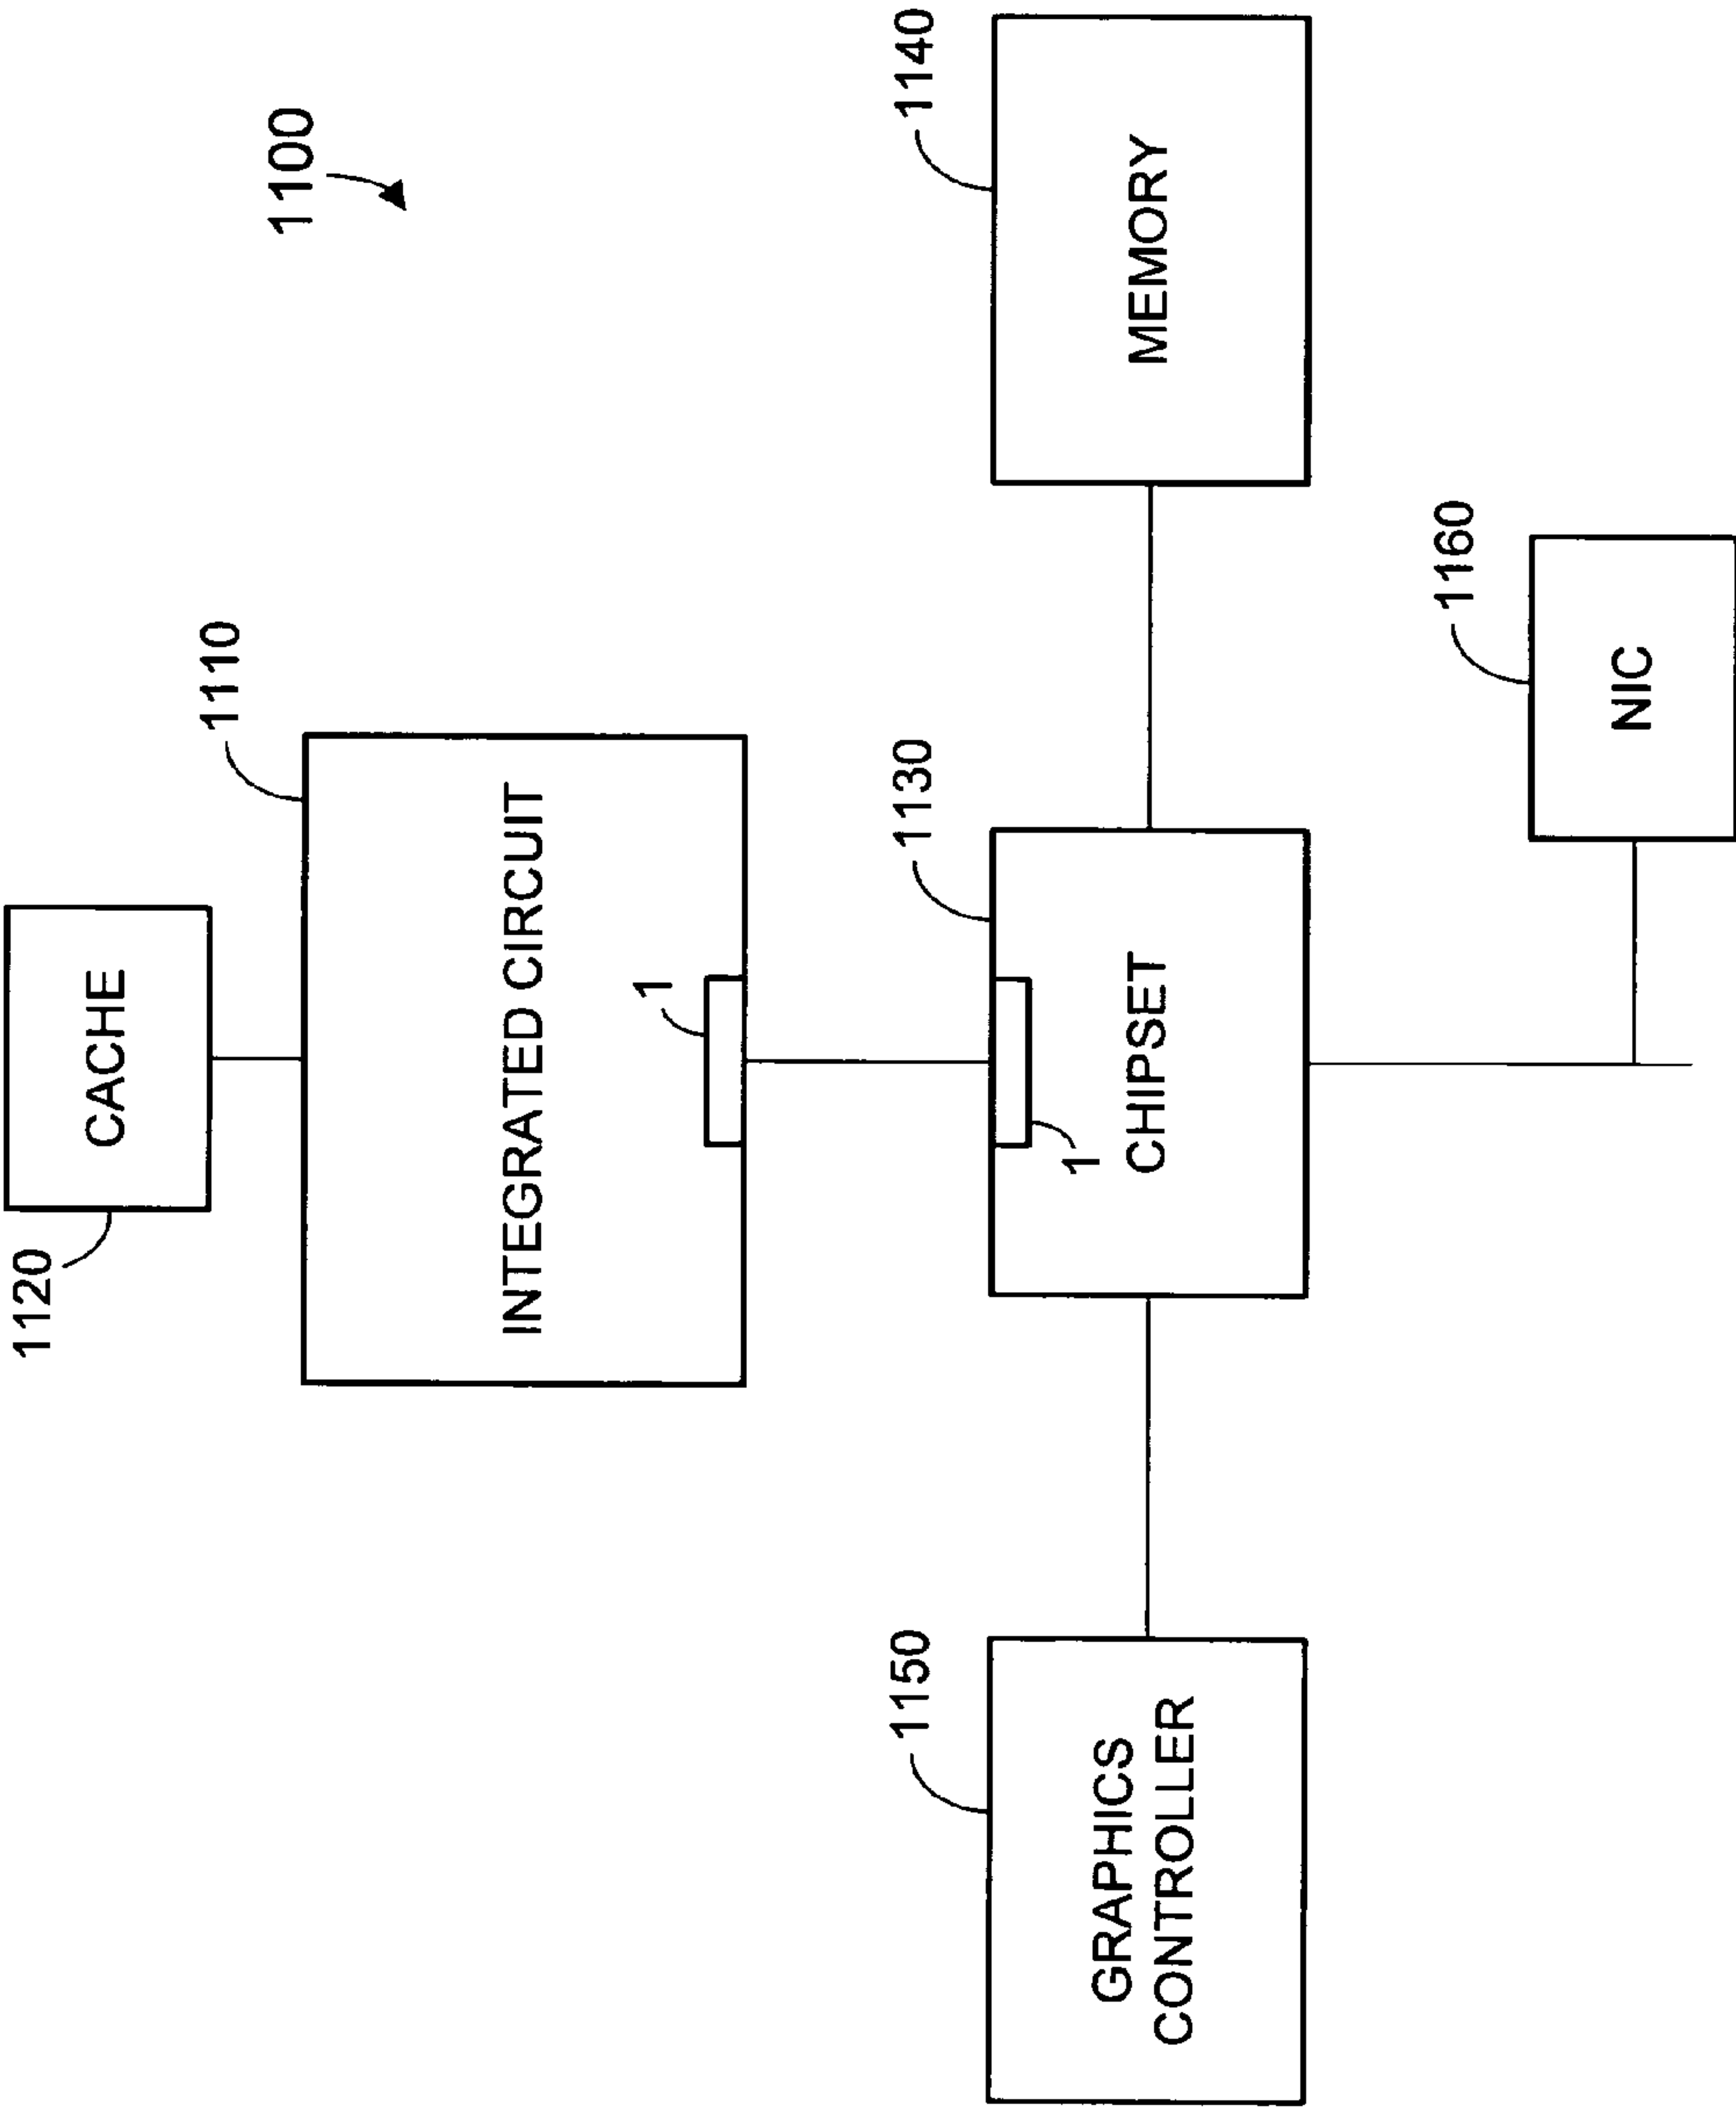 1100
1120
CACHE
1110
INTEGRATED CIRCUIT
1
1150
GRAPHICS
CONTROLLER
1130
1
CHIPSET
1140
MEMORY
1160
NIC